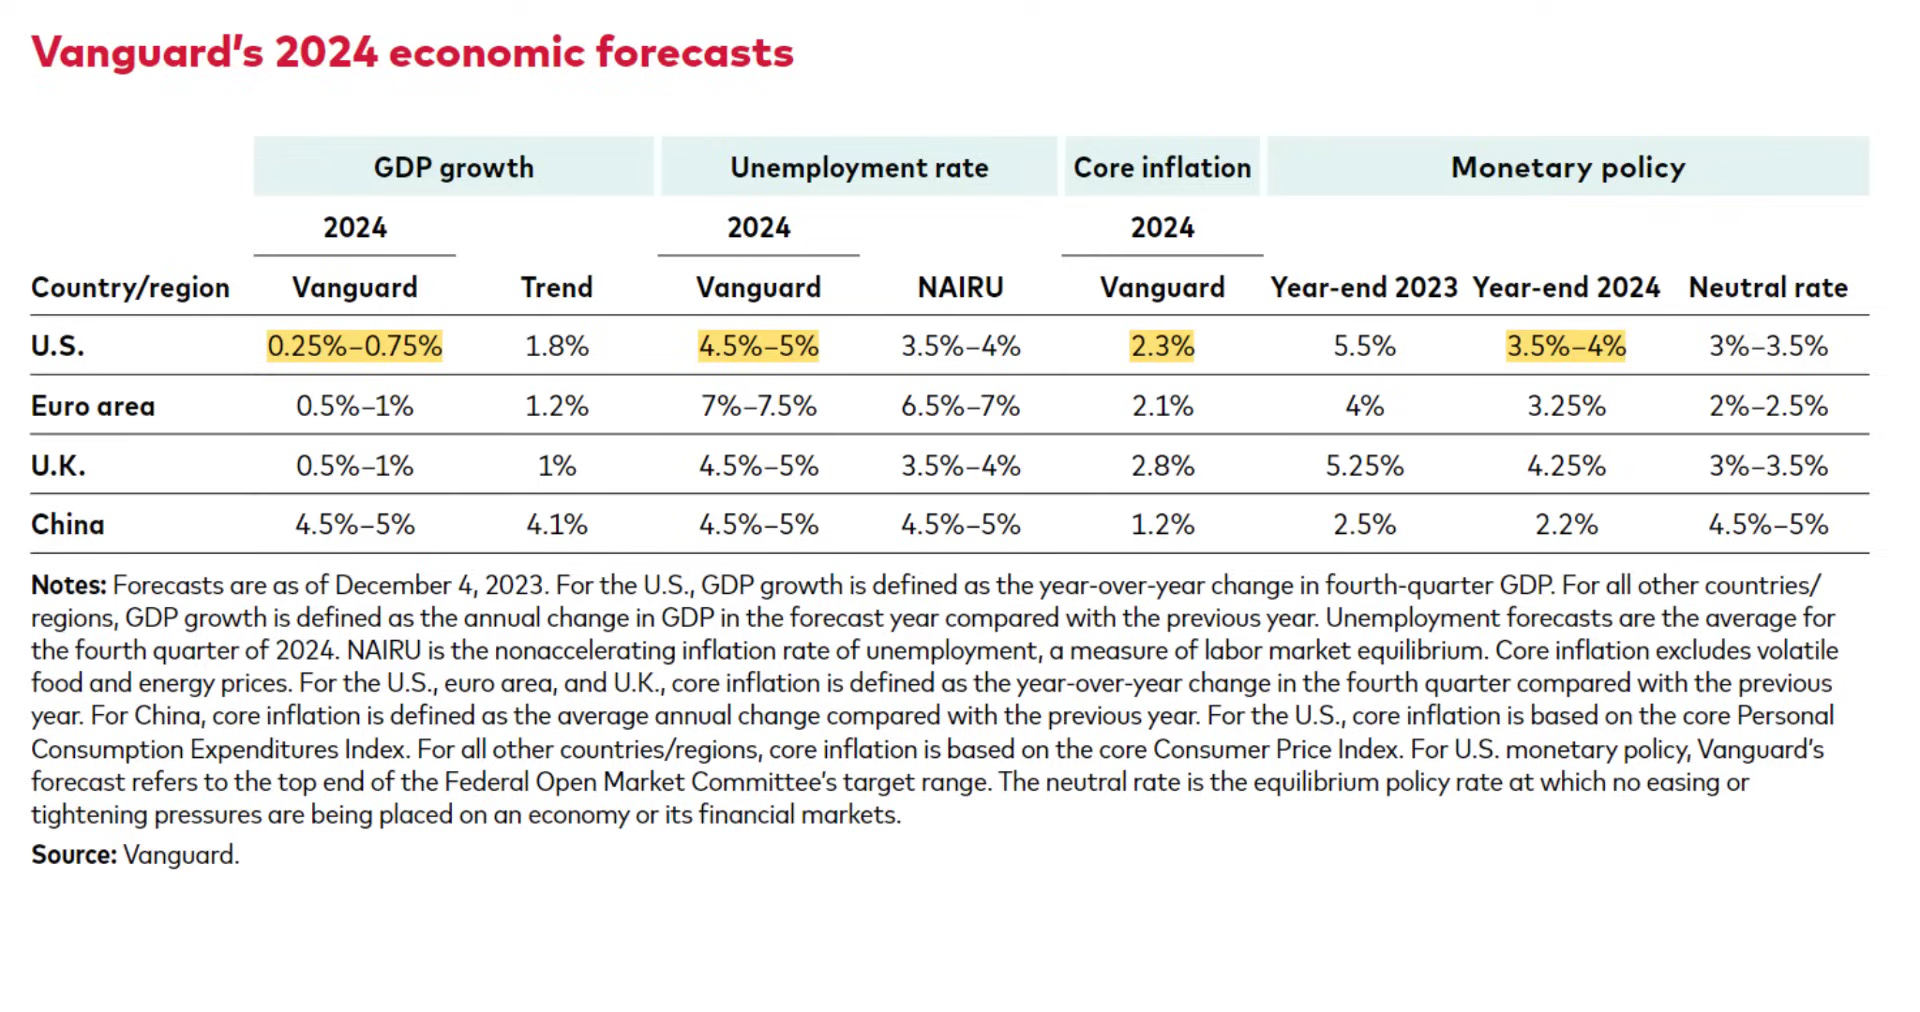 Vanguard's 2024 economic forecasts
GDP growth Unemployment rate Core inflation Monetary policy
2024 2024 2024
Country/region Vanguard Trend Vanguard NAIRU Vanguard Year-end 2023 Year-end 2024 Neutral rate
U.S. 0.25%–0.75% 1.8% 4.5%–5% 3.5%–4% 2.3% 5.5% 3.5%–4% 3%–3.5%
Euro area 0.5%–1% 1.2% 7%–7.5% 6.5%–7% 2.1% 4% 3.25% 2%–2.5%
U.K. 0.5%–1% 1% 4.5%–5% 3.5%–4% 2.8% 5.25% 4.25% 3%–3.5%
China 4.5%–5% 4.1% 4.5%–5% 4.5%–5% 1.2% 2.5% 2.2% 4.5%–5%
Notes: Forecasts are as of December 4, 2023. For the U.S., GDP growth is defined as the year-over-year change in fourth-quarter GDP. For all other countries/
regions, GDP growth is defined as the annual change in GDP in the forecast year compared with the previous year. Unemployment forecasts are the average for
the fourth quarter of 2024. NAIRU is the nonaccelerating inflation rate of unemployment, a measure of labor market equilibrium. Core inflation excludes volatile
food and energy prices. For the U.S., euro area, and U.K., core inflation is defined as the year-over-year change in the fourth quarter compared with the previous
year. For China, core inflation is defined as the average annual change compared with the previous year. For the U.S., core inflation is based on the core Personal
Consumption Expenditures Index. For all other countries/regions, core inflation is based on the core Consumer Price Index. For U.S. monetary policy, Vanguard's
forecast refers to the top end of the Federal Open Market Committee's target range. The neutral rate is the equilibrium policy rate at which no easing or
tightening pressures are being placed on an economy or its financial markets.
Source: Vanguard.